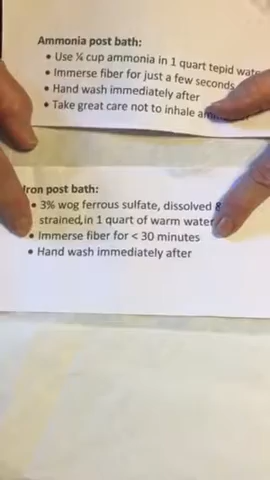 Ammonia post bath:
• Use ¼ cup ammonia in 1 quart tepid
• Immerse fiber for just a few seconds
• Hand wash immediately after
• Take great care not to inhale
Iron post bath:
• 3% wog ferrous sulfate, dissolved &
strained, in 1 quart of warm water
• Immerse fiber for < 30 minutes
• Hand wash immediately after